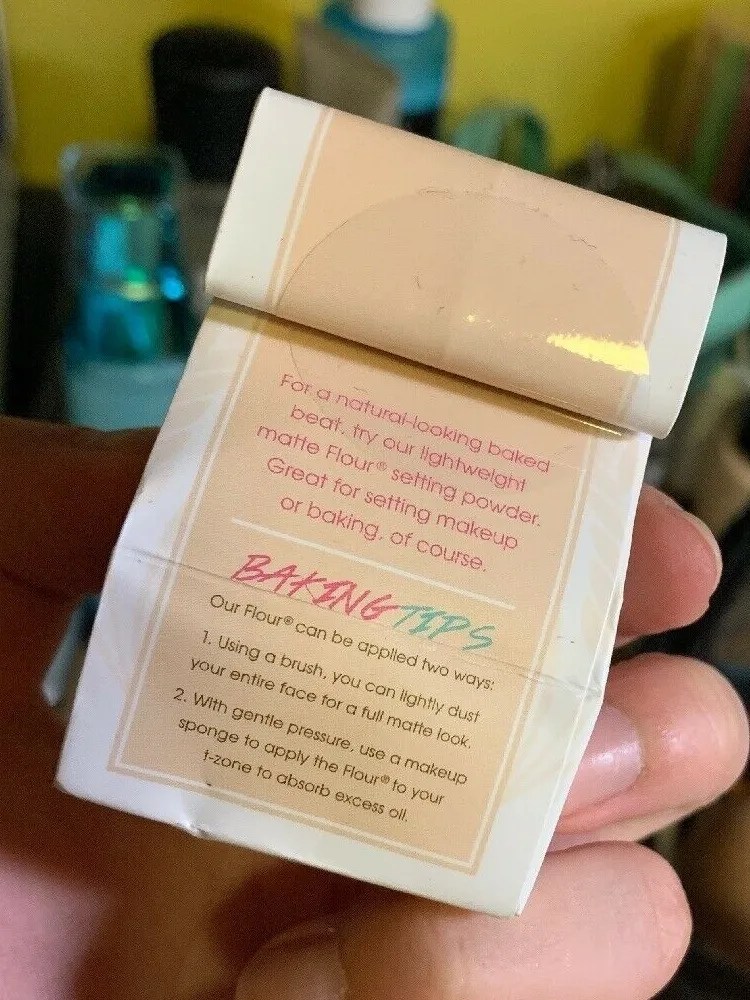 For a natural-looking baked
beat, try our lightweight
matte Flour® setting powder.
Great for setting makeup
or baking, of course.
BAKING TIPS
Our Flour® can be applied two ways:
1. Using a brush, you can lightly dust
your entire face for a full matte look.
2. With gentle pressure, use a makeup
sponge to apply the Flour® to your
t-zone to absorb excess oil.